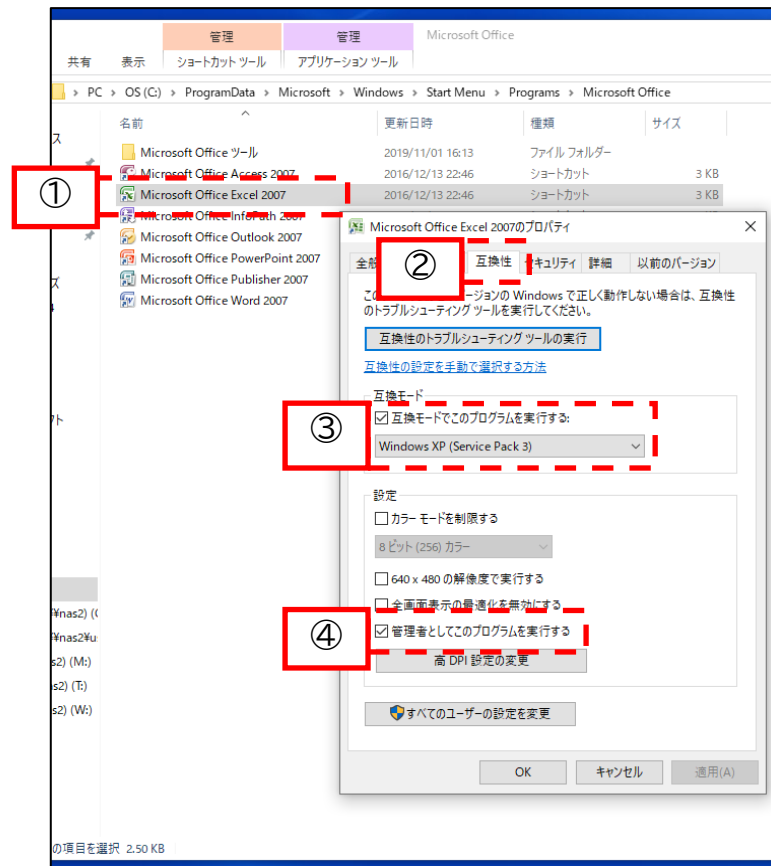 管理 管理 Microsoft Office
共有 表示 ショートカット ツール アプリケーション ツール
> PC > OS (C:) > ProgramData > Microsoft > Windows > Start Menu > Programs > Microsoft Office
名前 更新日時 種類 サイズ
ス
Microsoft Office ツール 2019/11/01 16:13 ファイル フォルダー
Microsoft Office Access 2007 2016/12/13 22:46 ショートカット 3 KB
① Microsoft Office Excel 2007 2016/12/13 22:46 ショートカット 3 KB
Microsoft Office InfoPath 2007
Microsoft Office Outlook 2007
Microsoft Office PowerPoint 2007
Microsoft Office Publisher 2007
Microsoft Office Word 2007
Microsoft Office Excel 2007のプロパティ
② 互換性 セキュリティ 詳細 以前のバージョン
ージョンの Windows で正しく動作しない場合は、互換性
のトラブルシューティング ツールを実行してください。
互換性のトラブルシューティング ツールの実行
互換性の設定を手動で選択する方法
互換モード
③ 互換モードでこのプログラムを実行する:
Windows XP (Service Pack 3)
設定
カラー モードを制限する
8 ビット (256) カラー
640 x 480 の解像度で実行する
全画面表示の最適化を無効にする
④ 管理者としてこのプログラムを実行する
高 DPI 設定の変更
すべてのユーザーの設定を変更
OK キャンセル 適用(A)
¥nas2) (
¥nas2¥u
s2) (M:)
s2) (T:)
s2) (W:)
の項目を選択 2.50 KB